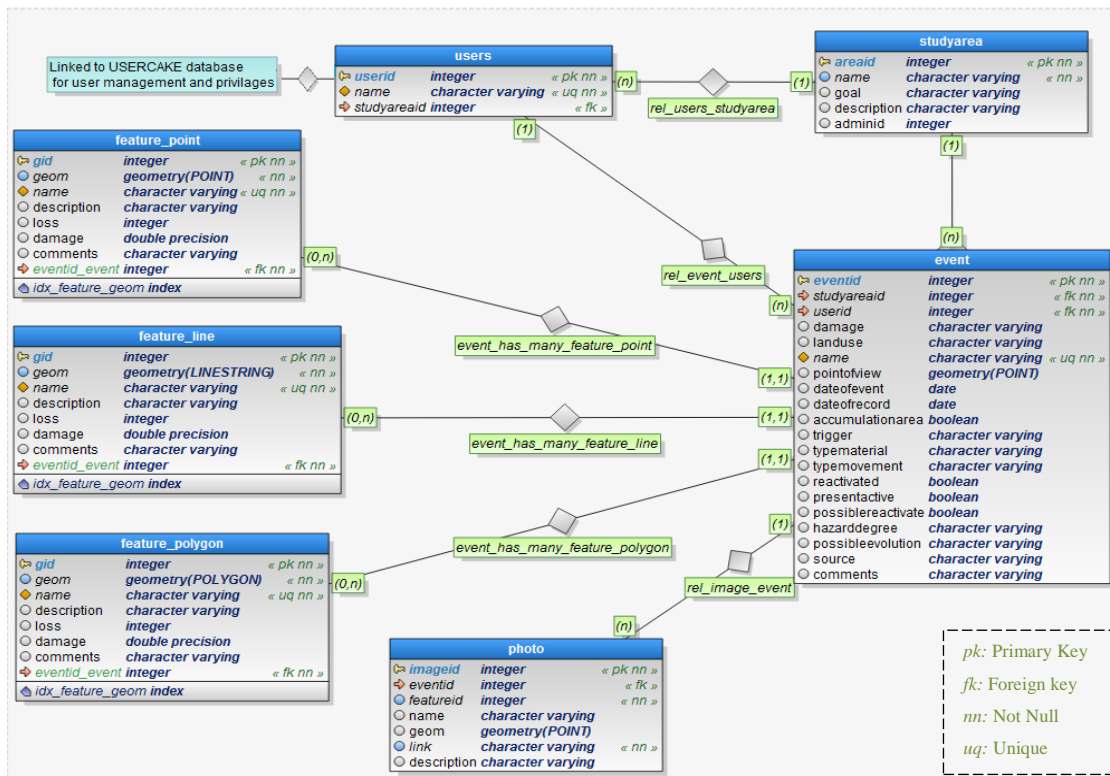 Linked to USERCAKE database
for user management and privilages
users
userid integer « pk nn »
name character varying « uq nn »
studyareaid integer « fk »
(n)
rel_users_studyarea
(1)
studyarea
areaid integer « pk nn »
name character varying « nn »
goal character varying
description character varying
adminid integer
(1)
(1)
(n)
rel_event_users
(n)
feature_point
gid integer « pk nn »
geom geometry(POINT) « nn »
name character varying « uq nn »
description character varying
loss integer
damage double precision
comments character varying
eventid_event integer « fk nn »
idx_feature_geom index
(0,n)
event_has_many_feature_point
(1,1)
feature_line
gid integer « pk nn »
geom geometry(LINESTRING) « nn »
name character varying « uq nn »
description character varying
loss integer
damage double precision
comments character varying
eventid_event integer « fk nn »
idx_feature_geom index
(0,n)
event_has_many_feature_line
(1,1)
feature_polygon
gid integer « pk nn »
geom geometry(POLYGON) « nn »
name character varying « uq nn »
description character varying
loss integer
damage double precision
comments character varying
eventid_event integer « fk nn »
idx_feature_geom index
(0,n)
event_has_many_feature_polygon
(1,1)
event
eventid integer « pk nn »
studyareaid integer « fk nn »
userid integer « fk nn »
damage character varying
landuse character varying
name character varying « uq nn »
pointofview geometry(POINT)
dateofevent date
dateofrecord date
accumulationarea boolean
trigger character varying
typematerial character varying
typemovement character varying
reactivated boolean
presentactive boolean
possiblereactivate boolean
hazarddegree character varying
possibleevolution character varying
source character varying
comments character varying
(1)
rel_image_event
(n)
photo
imageid integer « pk nn »
eventid integer « fk »
featureid integer « nn »
name character varying
geom geometry(POINT)
link character varying « nn »
description character varying
pk: Primary Key
fk: Foreign key
nn: Not Null
uq: Unique